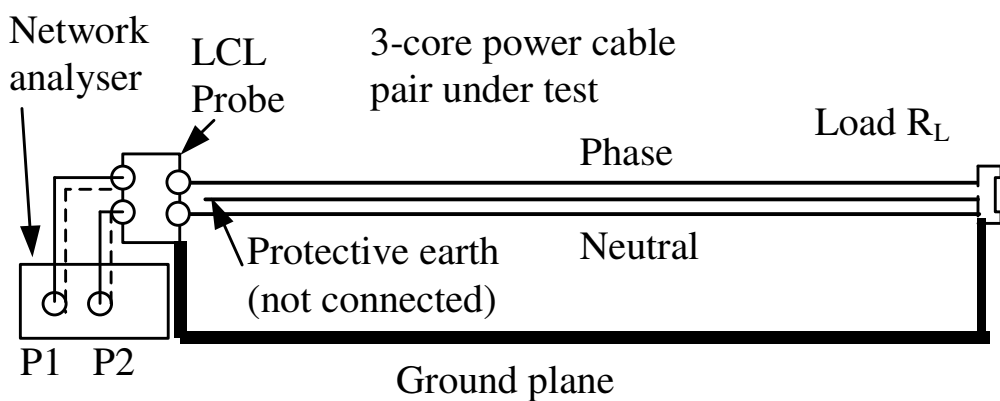 Network
analyser
LCL
Probe
3-core power cable
pair under test
Load RL
Phase
Protective earth
(not connected)
Neutral
P1 P2
Ground plane